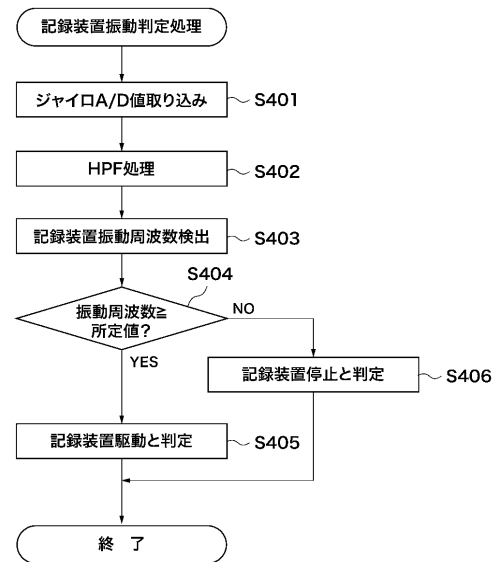 記録装置振動判定処理
ジャイロA/D値取り込み
S401
HPF処理
S402
記録装置振動周波数検出
S403
S404
振動周波数≧
所定値?
NO
YES
記録装置停止と判定
S406
記録装置駆動と判定
S405
終 了